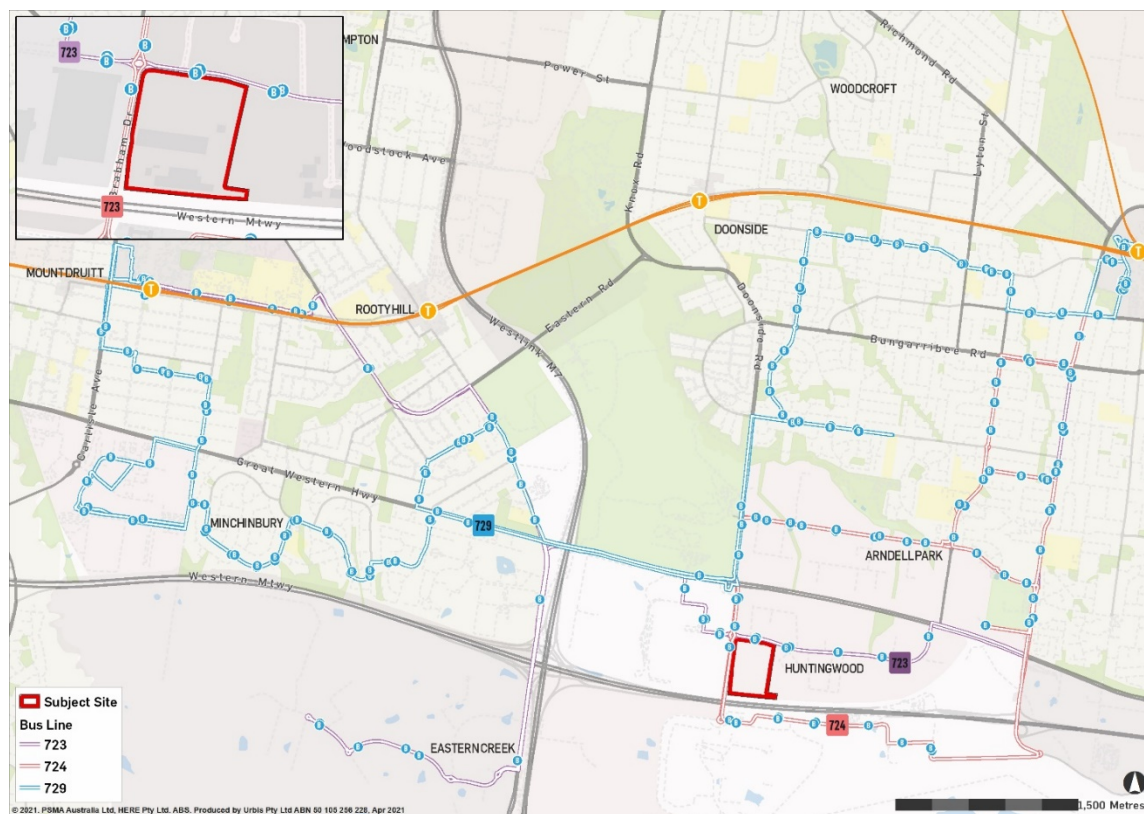 723
Brabham Dr
723
Western Mtwy
MPTON
Power St
Richmond Rd
WOODCROFT
Lyton St
oodstock Ave
Knox Rd
T
DOONSIDE
T
MOUNTDRUITT
T
ROOTYHILL
T
Eastern Rd
Westlink M7
Doonside Rd
Bungarribee Rd
Carlisle Ave
Great Western Hwy
MINCHINBURY
729
ARNDELLPARK
Western Mtwy
HUNTINGWOOD
723
724
EASTERNCREEK
Subject Site
Bus Line
723
724
729
1,500 Metres
© 2021. PSMA Australia Ltd, HERE Pty Ltd. ABS. Produced by Urbis Pty Ltd ABN 50 105 256 228, Apr 2021